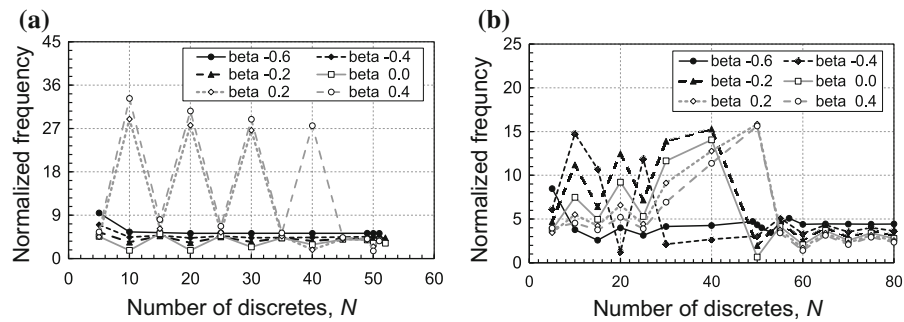 (a)
Normalized frequency
45
36
27
18
9
0
beta -0.6
beta -0.4
beta -0.2
beta 0.0
beta 0.2
beta 0.4
0 10 20 30 40 50 60
Number of discretes, N
(b)
Normalized frequncy
25
20
15
10
5
0
beta -0.6
beta -0.4
beta -0.2
beta 0.0
beta 0.2
beta 0.4
0 20 40 60 80
Number of discretes, N